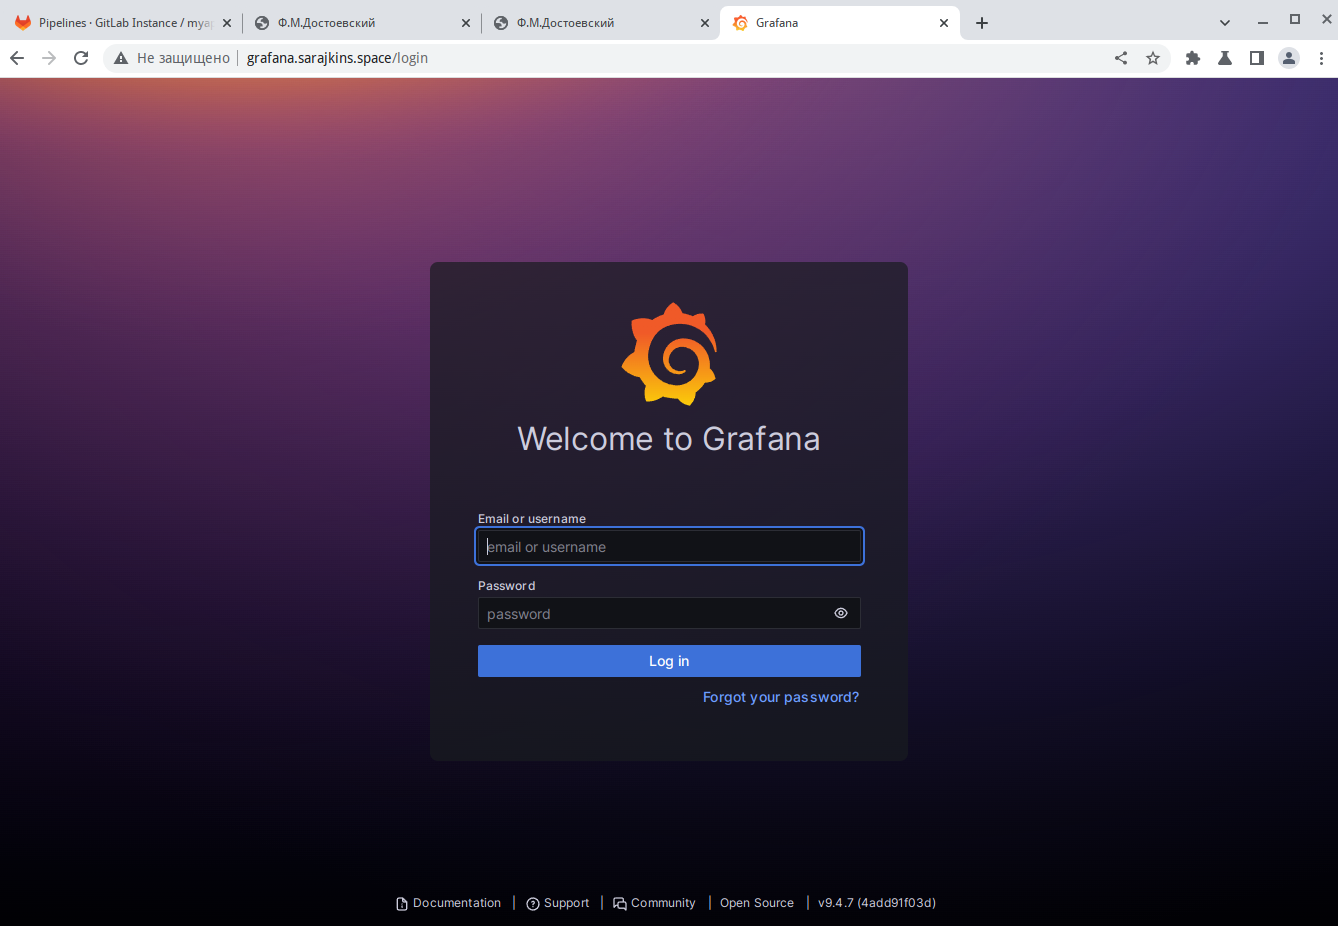 Pipelines · GitLab Instance / myap
Ф.М.Достоевский
Ф.М.Достоевский
Grafana
Не защищено
grafana.sarajkins.space/login
Welcome to Grafana
Email or username
email or username
Password
password
Log in
Forgot your password?
Documentation
Support
Community
Open Source
v9.4.7 (4add91f03d)